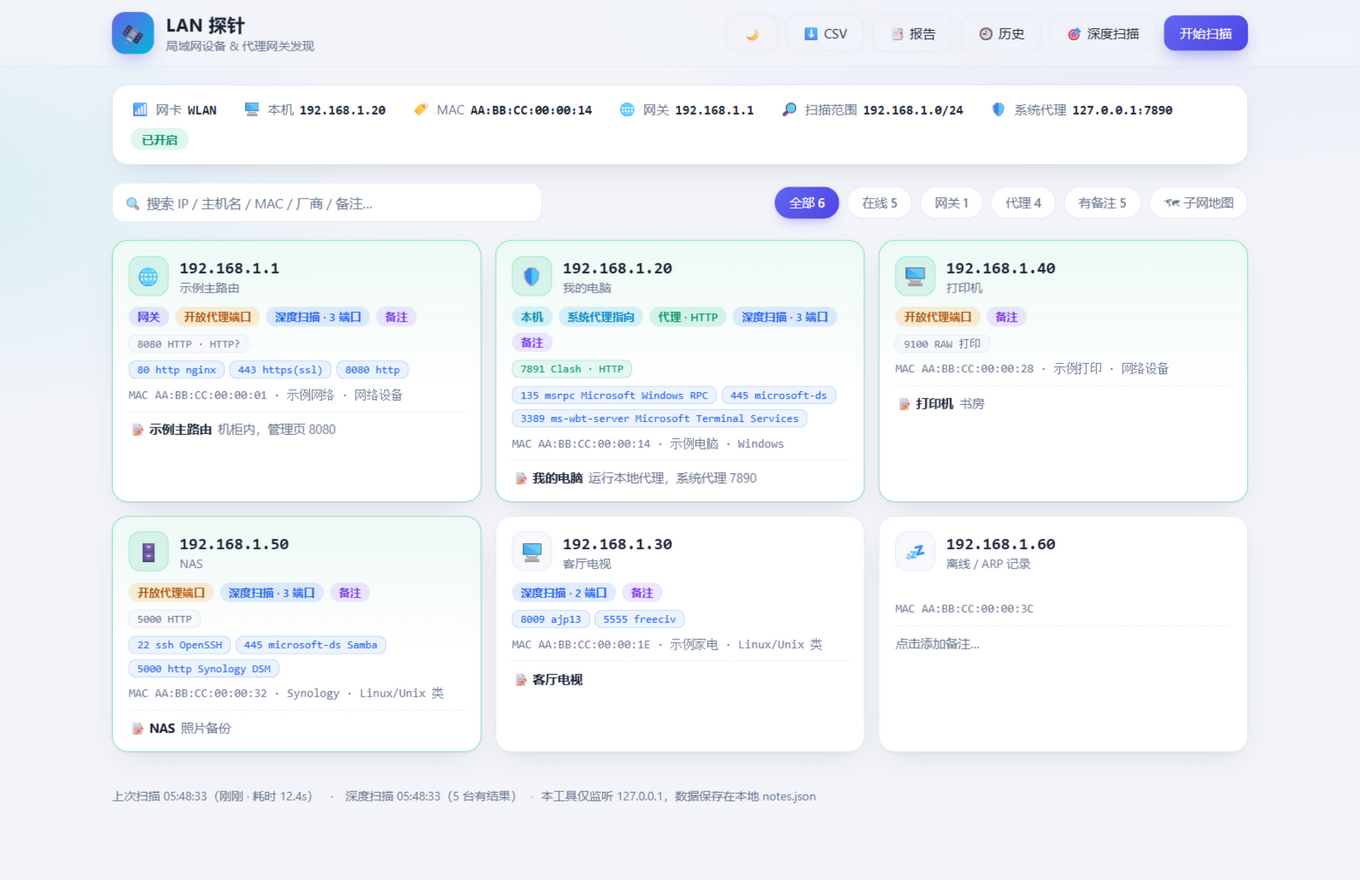 LAN 探针
局域网设备 & 代理网关发现
CSV
报告
历史
深度扫描
开始扫描
网卡 WLAN
本机 192.168.1.20
MAC AA:BB:CC:00:00:14
网关 192.168.1.1
扫描范围 192.168.1.0/24
系统代理 127.0.0.1:7890
已开启
搜索 IP / 主机名 / MAC / 厂商 / 备注...
全部 6
在线 5
网关 1
代理 4
有备注 5
子网地图
192.168.1.1
示例主路由
网关 开放代理端口 深度扫描 · 3 端口 备注
8080 HTTP · HTTP?
80 http nginx 443 https(ssl) 8080 http
MAC AA:BB:CC:00:00:01 · 示例网络 · 网络设备
示例主路由 机柜内，管理页 8080
192.168.1.20
我的电脑
本机 系统代理指向 代理 · HTTP 深度扫描 · 3 端口
备注
7891 Clash · HTTP
135 msrpc Microsoft Windows RPC 445 microsoft-ds
3389 ms-wbt-server Microsoft Terminal Services
MAC AA:BB:CC:00:00:14 · 示例电脑 · Windows
我的电脑 运行本地代理，系统代理 7890
192.168.1.40
打印机
开放代理端口 备注
9100 RAW 打印
MAC AA:BB:CC:00:00:28 · 示例打印 · 网络设备
打印机 书房
192.168.1.50
NAS
开放代理端口 深度扫描 · 3 端口 备注
5000 HTTP
22 ssh OpenSSH 445 microsoft-ds Samba
5000 http Synology DSM
MAC AA:BB:CC:00:00:32 · Synology · Linux/Unix 类
NAS 照片备份
192.168.1.30
客厅电视
深度扫描 · 2 端口 备注
8009 ajp13 5555 freeciv
MAC AA:BB:CC:00:00:1E · 示例家电 · Linux/Unix 类
客厅电视
192.168.1.60
离线 / ARP 记录
MAC AA:BB:CC:00:00:3C
点击添加备注...
上次扫描 05:48:33（刚刚 · 耗时 12.4s） · 深度扫描 05:48:33（5 台有结果） · 本工具仅监听 127.0.0.1，数据保存在本地 notes.json